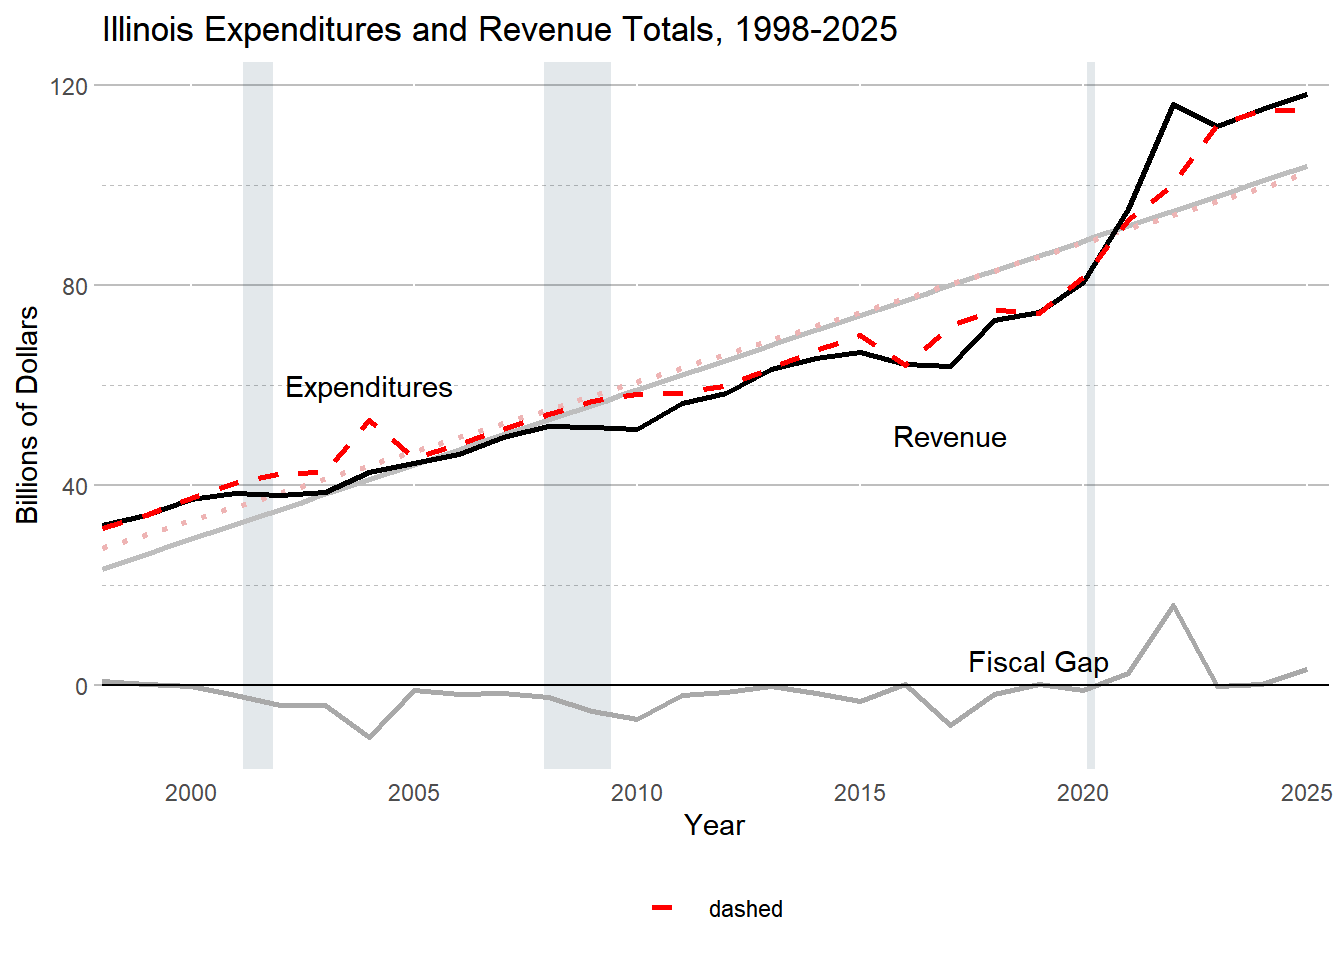 Illinois Expenditures and Revenue Totals, 1998-2025
120
80
40
0
Billions of Dollars
Expenditures
Revenue
Fiscal Gap
2000
2005
2010
2015
2020
2025
Year
dashed